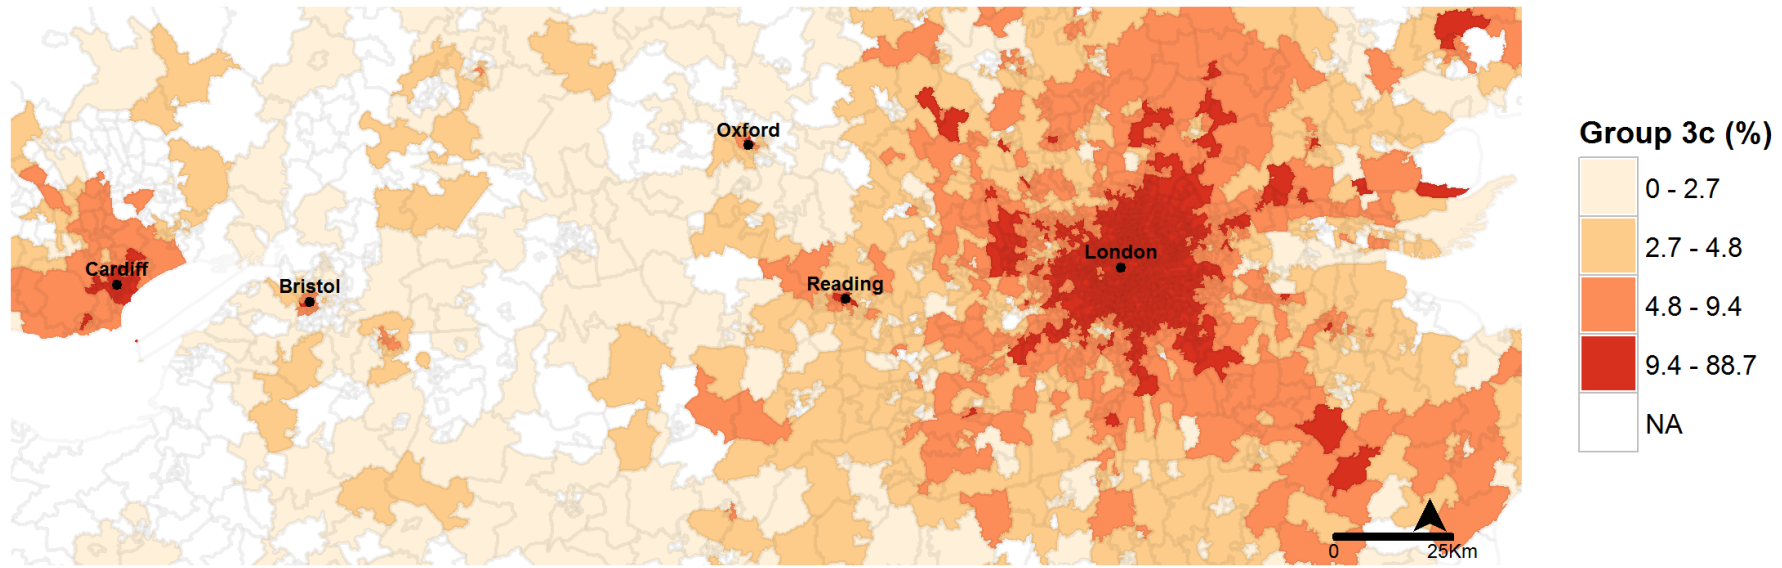 Oxford
Cardiff
Bristol
Reading
London
0 25Km
Group 3c (%)
0 - 2.7
2.7 - 4.8
4.8 - 9.4
9.4 - 88.7
NA